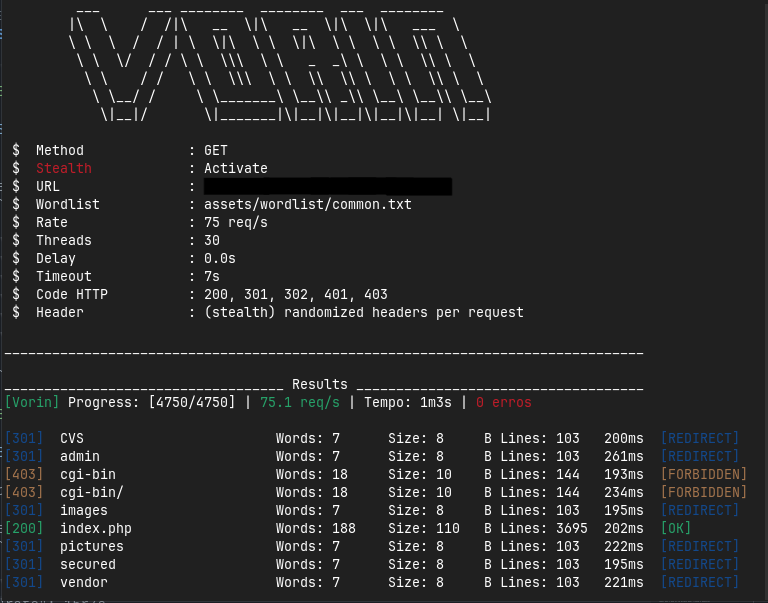 VORIN
$ Method : GET
$ Stealth : Activate
$ URL :
$ Wordlist : assets/wordlist/common.txt
$ Rate : 75 req/s
$ Threads : 30
$ Delay : 0.0s
$ Timeout : 7s
$ Code HTTP : 200, 301, 302, 401, 403
$ Header : (stealth) randomized headers per request
Results
[Vorin] Progress: [4750/4750] | 75.1 req/s | Tempo: 1m3s | 0 erros
[301] CVS Words: 7 Size: 8 B Lines: 103 200ms [REDIRECT]
[301] admin Words: 7 Size: 8 B Lines: 103 261ms [REDIRECT]
[403] cgi-bin Words: 18 Size: 10 B Lines: 144 193ms [FORBIDDEN]
[403] cgi-bin/ Words: 18 Size: 10 B Lines: 144 234ms [FORBIDDEN]
[301] images Words: 7 Size: 8 B Lines: 103 195ms [REDIRECT]
[200] index.php Words: 188 Size: 110 B Lines: 3695 202ms [OK]
[301] pictures Words: 7 Size: 8 B Lines: 103 222ms [REDIRECT]
[301] secured Words: 7 Size: 8 B Lines: 103 195ms [REDIRECT]
[301] vendor Words: 7 Size: 8 B Lines: 103 221ms [REDIRECT]